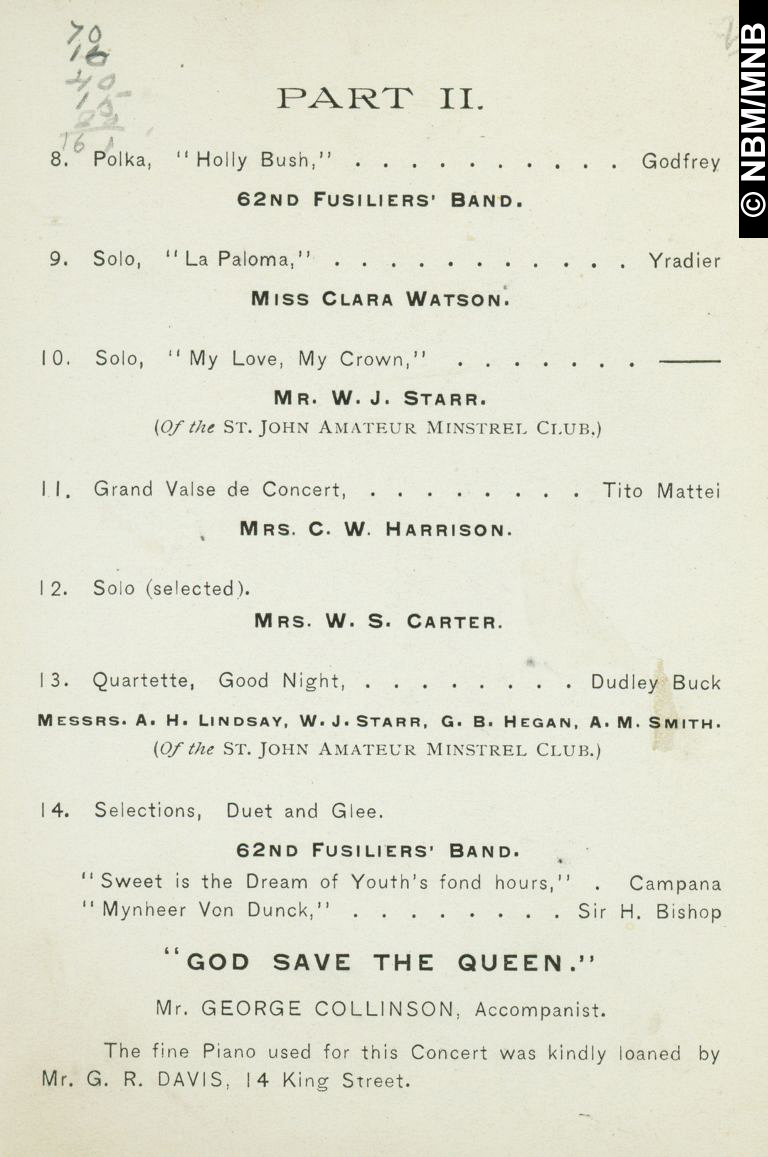 70
16
40
15
PART II.
8. Polka, "Holly Bush," . . . . . . . . . . Godfrey
62ND FUSILIERS' BAND.
9. Solo, "La Paloma," . . . . . . . . . . . . Yradier
MISS CLARA WATSON.
10. Solo, "My Love, My Crown," . . . . . . . ——
MR. W. J. STARR.
(Of the ST. JOHN AMATEUR MINSTREL CLUB.)
11. Grand Valse de Concert, . . . . . . . . . Tito Mattei
MRS. C. W. HARRISON.
12. Solo (selected).
MRS. W. S. CARTER.
13. Quartette, Good Night, . . . . . . . . . Dudley Buck
MESSRS. A. H. LINDSAY, W. J. STARR, G. B. HEGAN, A. M. SMITH.
(Of the ST. JOHN AMATEUR MINSTREL CLUB.)
14. Selections, Duet and Glee.
62ND FUSILIERS' BAND.
"Sweet is the Dream of Youth's fond hours," . Campana
"Mynheer Von Dunck," . . . . . . . . Sir H. Bishop
"GOD SAVE THE QUEEN."
Mr. GEORGE COLLINSON, Accompanist.
The fine Piano used for this Concert was kindly loaned by
Mr. G. R. DAVIS, 14 King Street.
© NBM/MNB